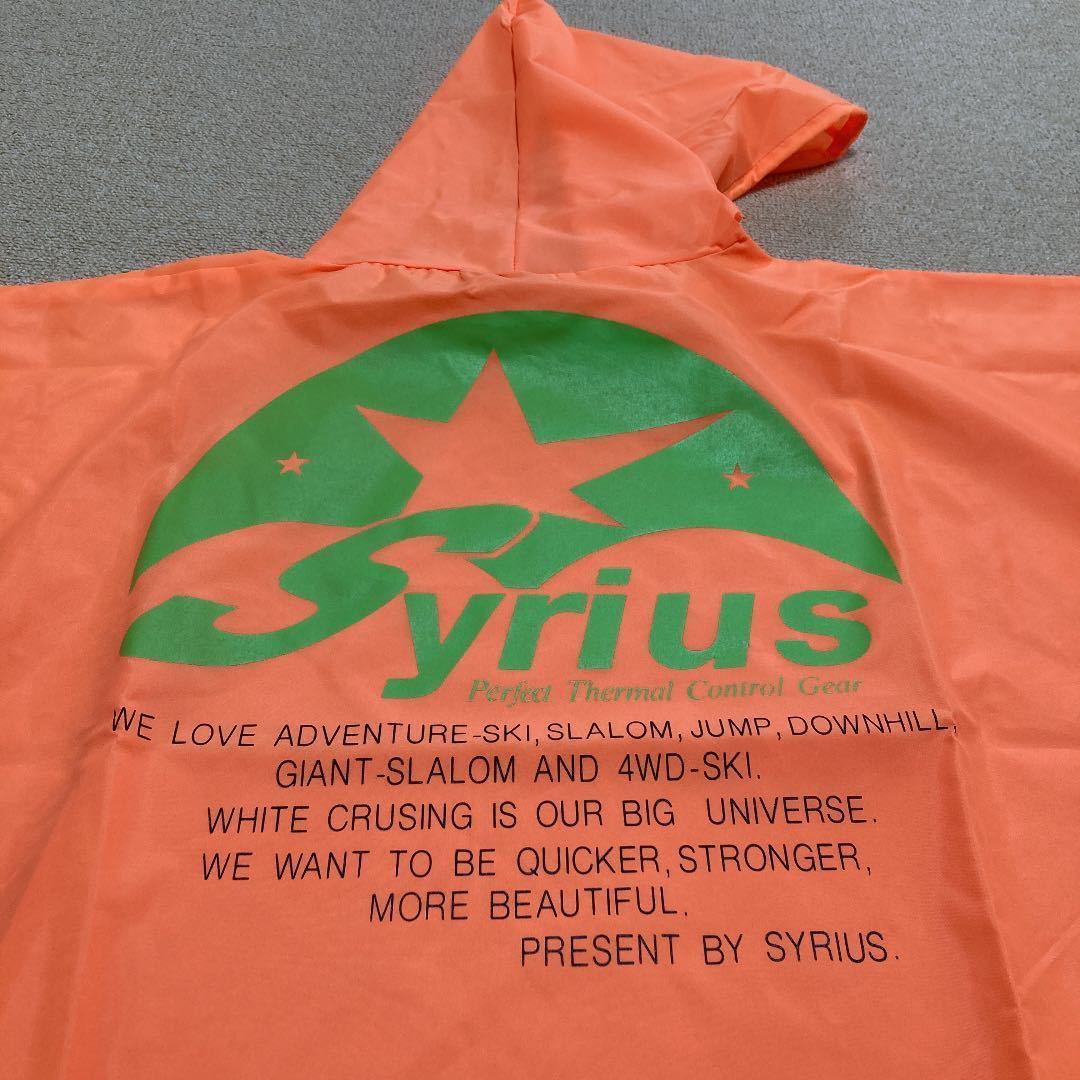 Syrius
Perfect Thermal Control Gear
WE LOVE ADVENTURE-SKI, SLALOM, JUMP, DOWNHILL,
GIANT-SLALOM AND 4WD-SKI.
WHITE CRUSING IS OUR BIG UNIVERSE.
WE WANT TO BE QUICKER, STRONGER,
MORE BEAUTIFUL.
PRESENT BY SYRIUS.